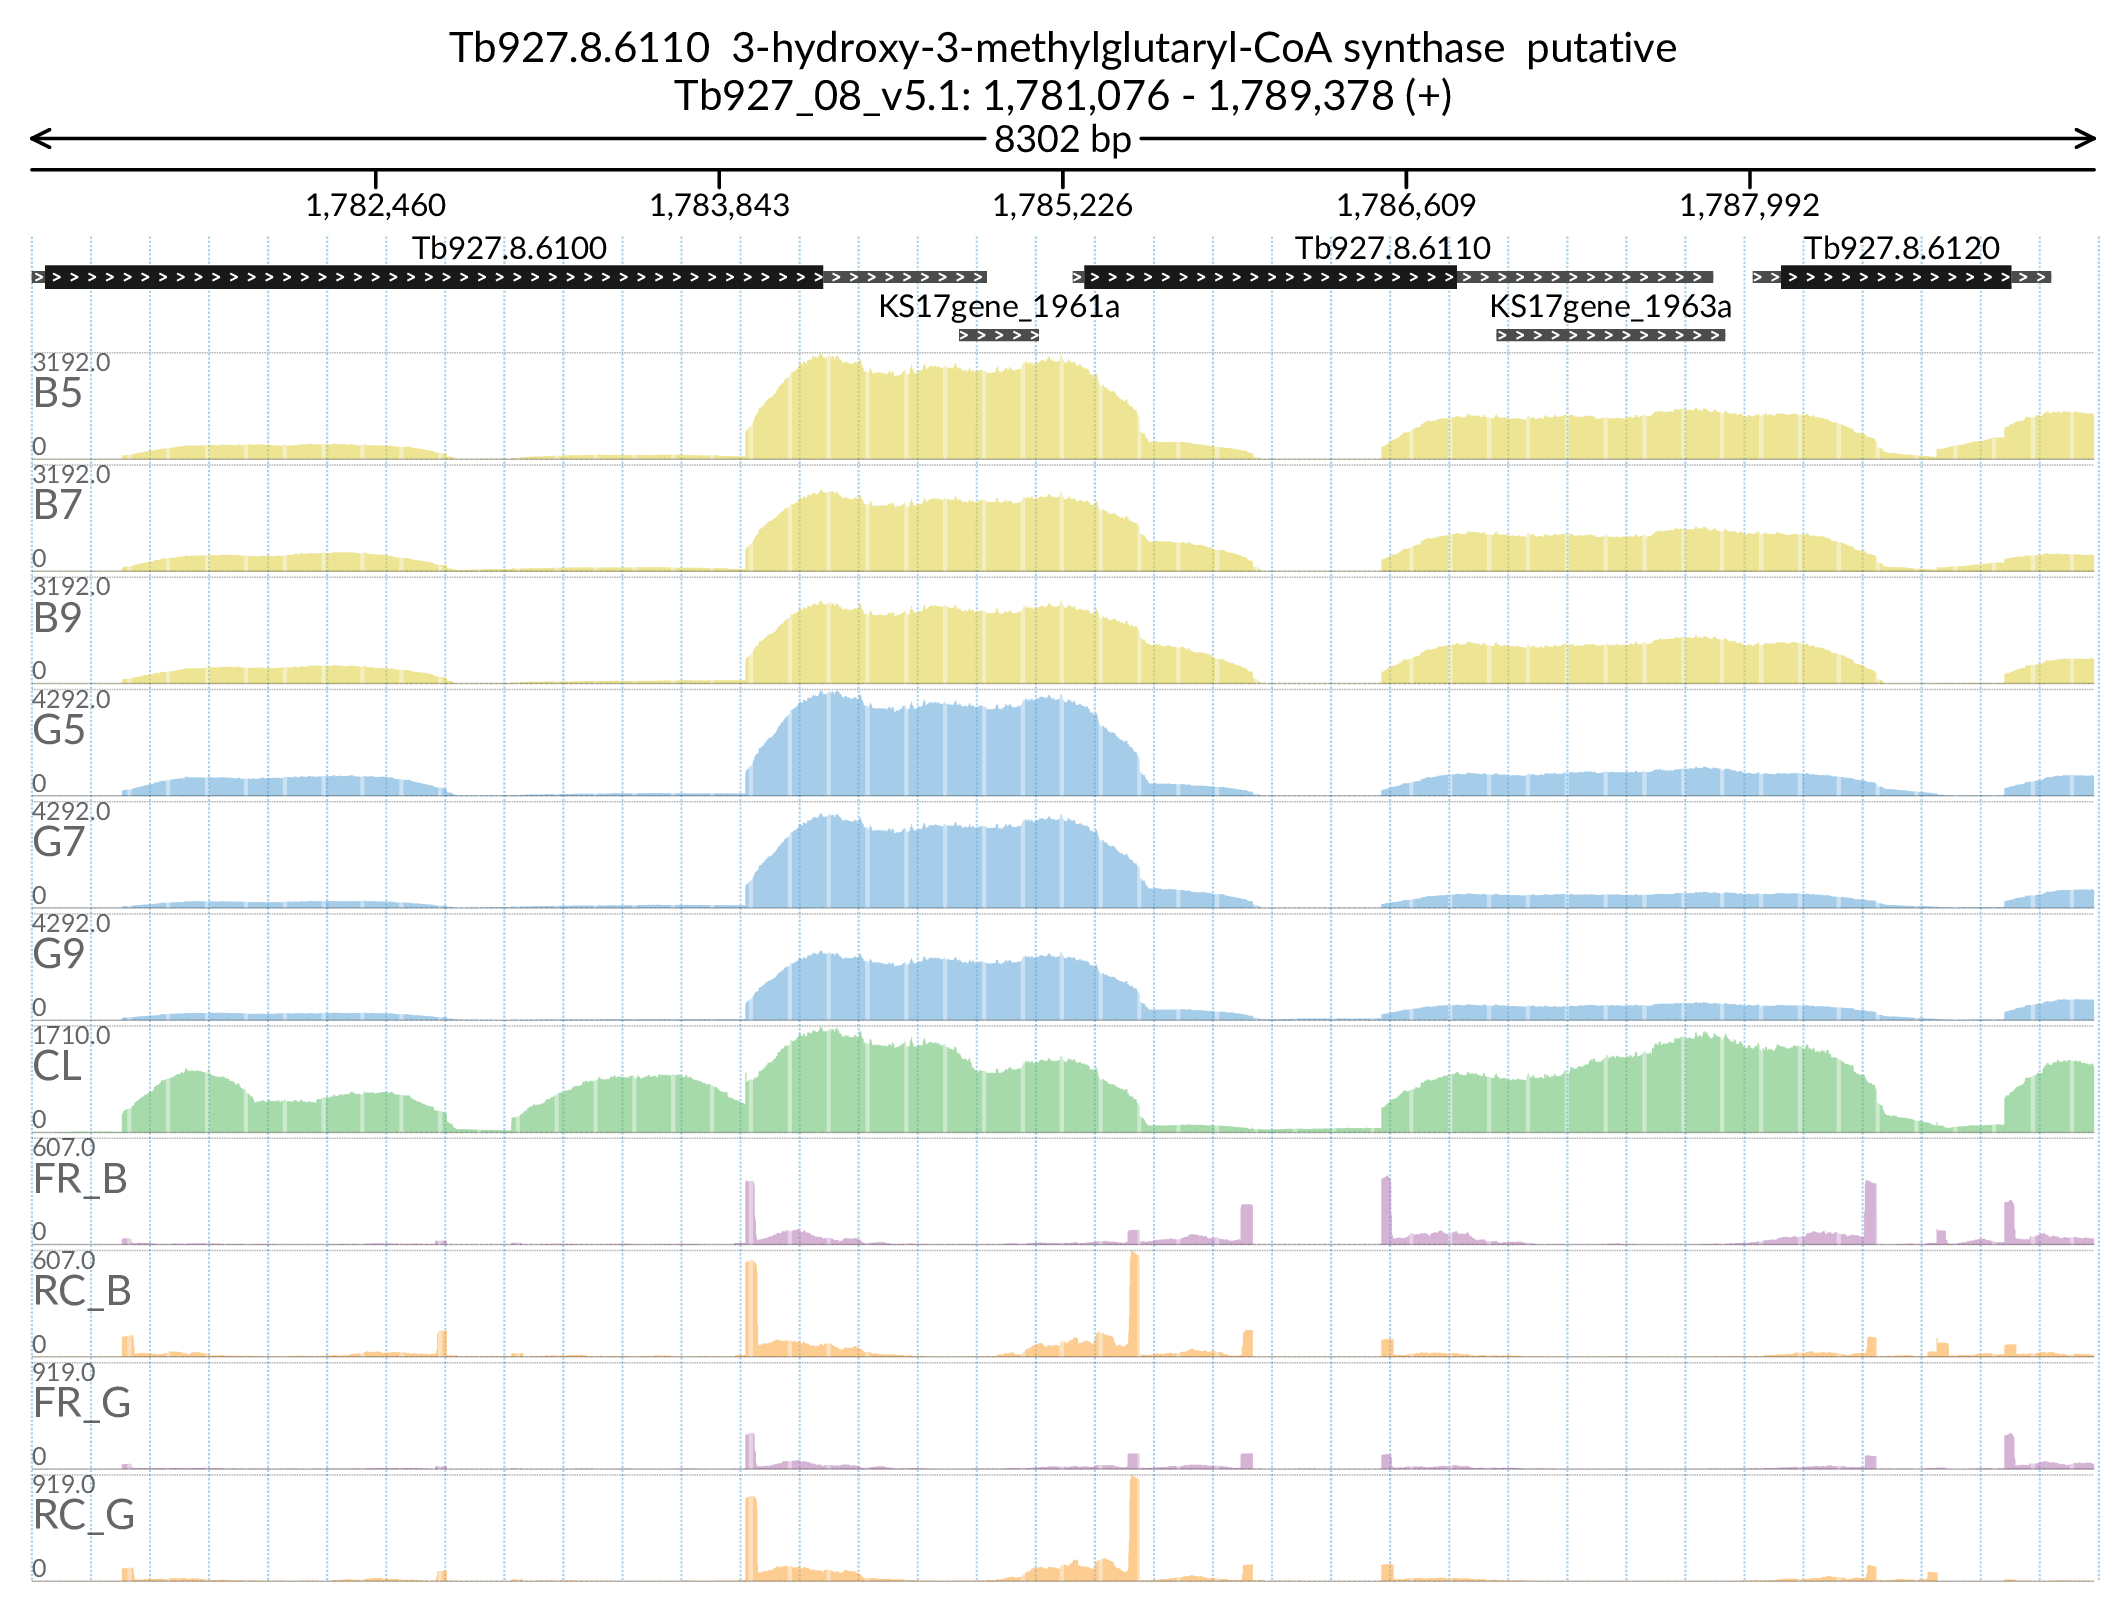 Tb927.8.6110 3-hydroxy-3-methylglutaryl-CoA synthase putative
Tb927_08_v5.1: 1,781,076 - 1,789,378 (+)
8302 bp
1,782,460 1,783,843 1,785,226 1,786,609 1,787,992
Tb927.8.6100 Tb927.8.6110 Tb927.8.6120
KS17gene_1961a KS17gene_1963a
3192.0
B5
0
3192.0
B7
0
3192.0
B9
0
4292.0
G5
0
4292.0
G7
0
4292.0
G9
0
1710.0
CL
0
607.0
FR_B
0
607.0
RC_B
0
919.0
FR_G
0
919.0
RC_G
0